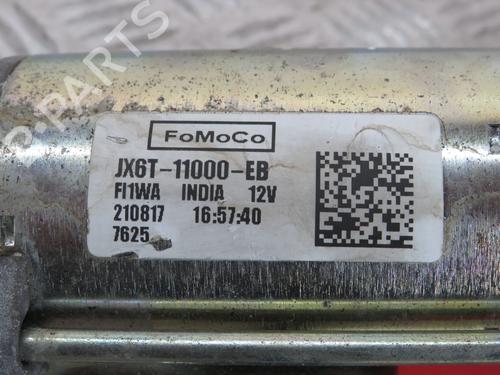 FoMoCo
JX6T-11000-EB
FI1WA INDIA 12V
210817 16:57:40
7625